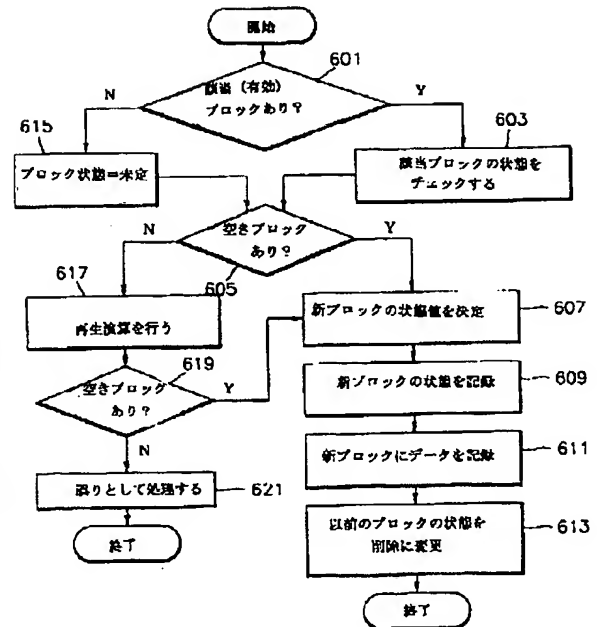 開始
601
該当(有効)
ブロックあり?
N
Y
615
ブロック状態=未定
603
該当ブロックの状態を
チェックする
空きブロック
あり?
N
Y
605
617
再生演算を行う
新ブロックの状態値を決定
607
619
空きブロック
あり?
Y
N
新ブロックの状態を記録
609
新ブロックにデータを記録
611
誤りとして処理する
621
以前のブロックの状態を
削除に変更
613
終了
終了